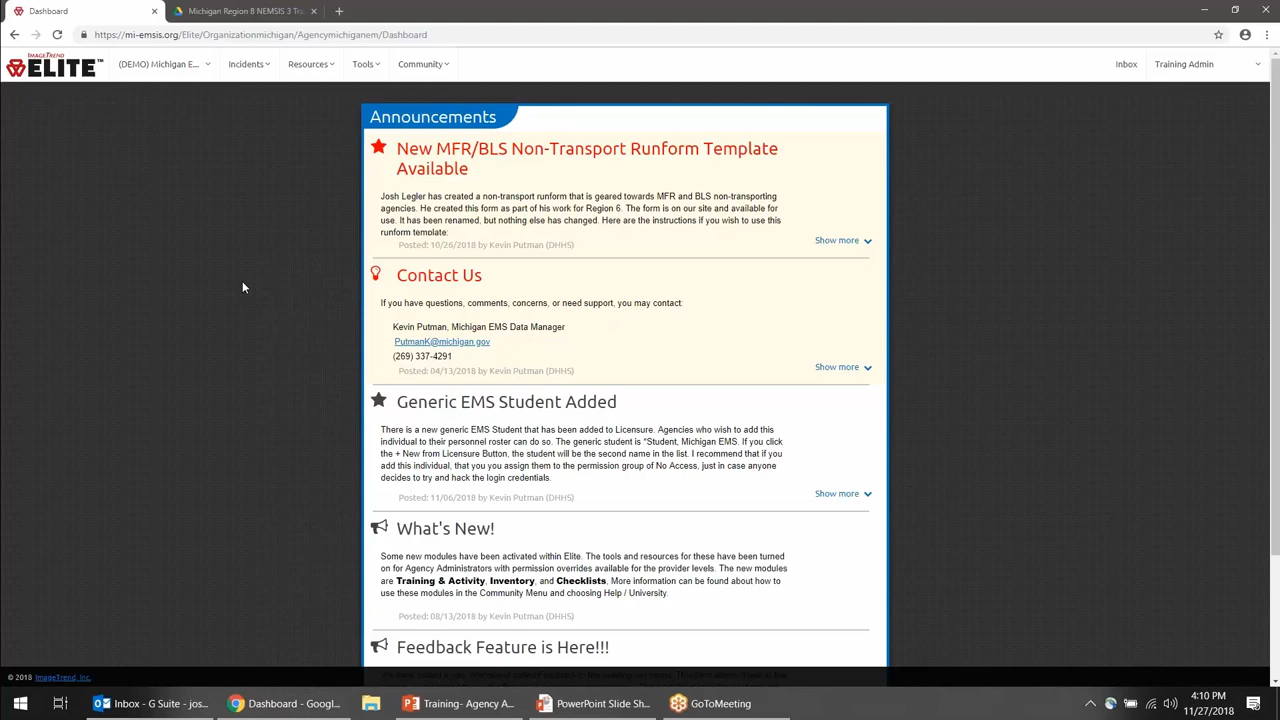 Dashboard
Michigan Region 8 NEMSIS 3 Tra
https://mi-emsis.org/Elite/Organizationmichigan/Agencymichiganem/Dashboard
IMAGETREND
ELITE™
(DEMO) Michigan E...
Incidents
Resources
Tools
Community
Inbox
Training Admin
Announcements
New MFR/BLS Non-Transport Runform Template
Available
Josh Legler has created a non-transport runform that is geared towards MFR and BLS non-transporting
agencies. He created this form as part of his work for Region 6. The form is on our site and available for
use. It has been renamed, but nothing else has changed. Here are the instructions if you wish to use this
runform template:
Posted: 10/26/2018 by Kevin Putman (DHHS)
Show more
Contact Us
If you have questions, comments, concerns, or need support, you may contact:
Kevin Putman, Michigan EMS Data Manager
PutmanK@michigan.gov
(269) 337-4291
Posted: 04/13/2018 by Kevin Putman (DHHS)
Show more
Generic EMS Student Added
There is a new generic EMS Student that has been added to Licensure. Agencies who wish to add this
individual to their personnel roster can do so. The generic student is *Student, Michigan EMS. If you click
the + New from Licensure Button, the student will be the second name in the list. I recommend that if you
add this individual, that you you assign them to the permission group of No Access, just in case anyone
decides to try and hack the login credentials.
Posted: 11/06/2018 by Kevin Putman (DHHS)
Show more
What's New!
Some new modules have been activated within Elite. The tools and resources for these have been turned
on for Agency Administrators with permission overrides available for the provider levels. The new modules
are Training & Activity, Inventory, and Checklists, More information can be found about how to
use these modules in the Community Menu and choosing Help / University.
Posted: 08/13/2018 by Kevin Putman (DHHS)
Feedback Feature is Here!!!
© 2018 ImageTrend, Inc.
Inbox - G Suite - jos...
Dashboard - Googl...
Training- Agency A...
PowerPoint Slide Sh...
GoToMeeting
4:10 PM
11/27/2018